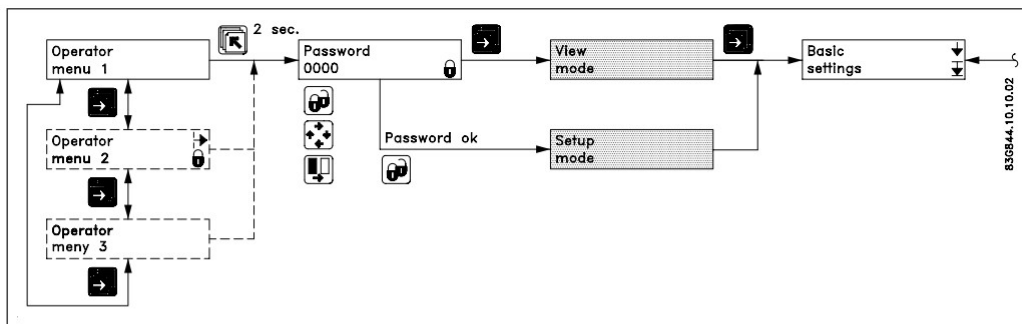 2 sec.
Operator
menu 1
Password
0000
View
mode
Basic
settings
Operator
menu 2
Password ok
Setup
mode
Operator
meny 3
83G844.10.10.02